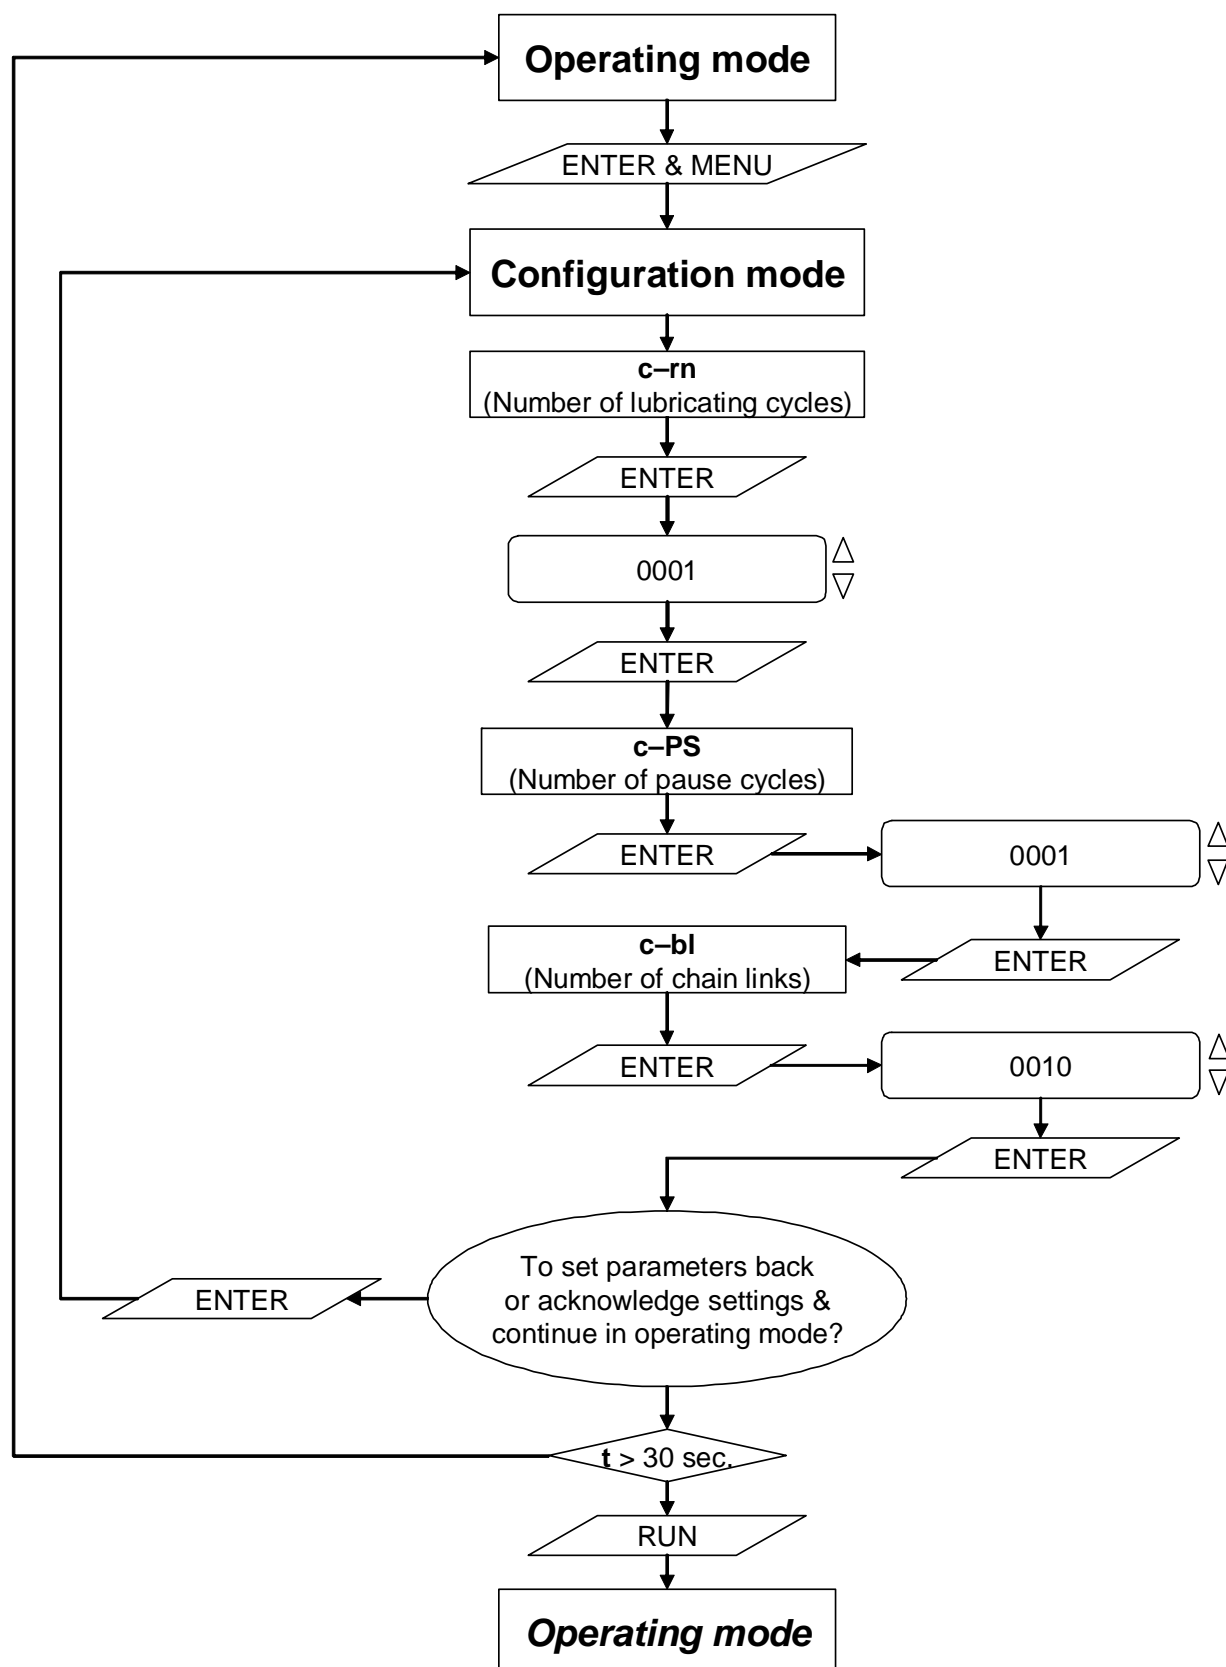 Operating mode
ENTER & MENU
Configuration mode
c–rn
(Number of lubricating cycles)
ENTER
0001
ENTER
c–PS
(Number of pause cycles)
ENTER
0001
c–bl
(Number of chain links)
ENTER
ENTER
0010
ENTER
To set parameters back
or acknowledge settings &
continue in operating mode?
ENTER
t > 30 sec.
RUN
Operating mode